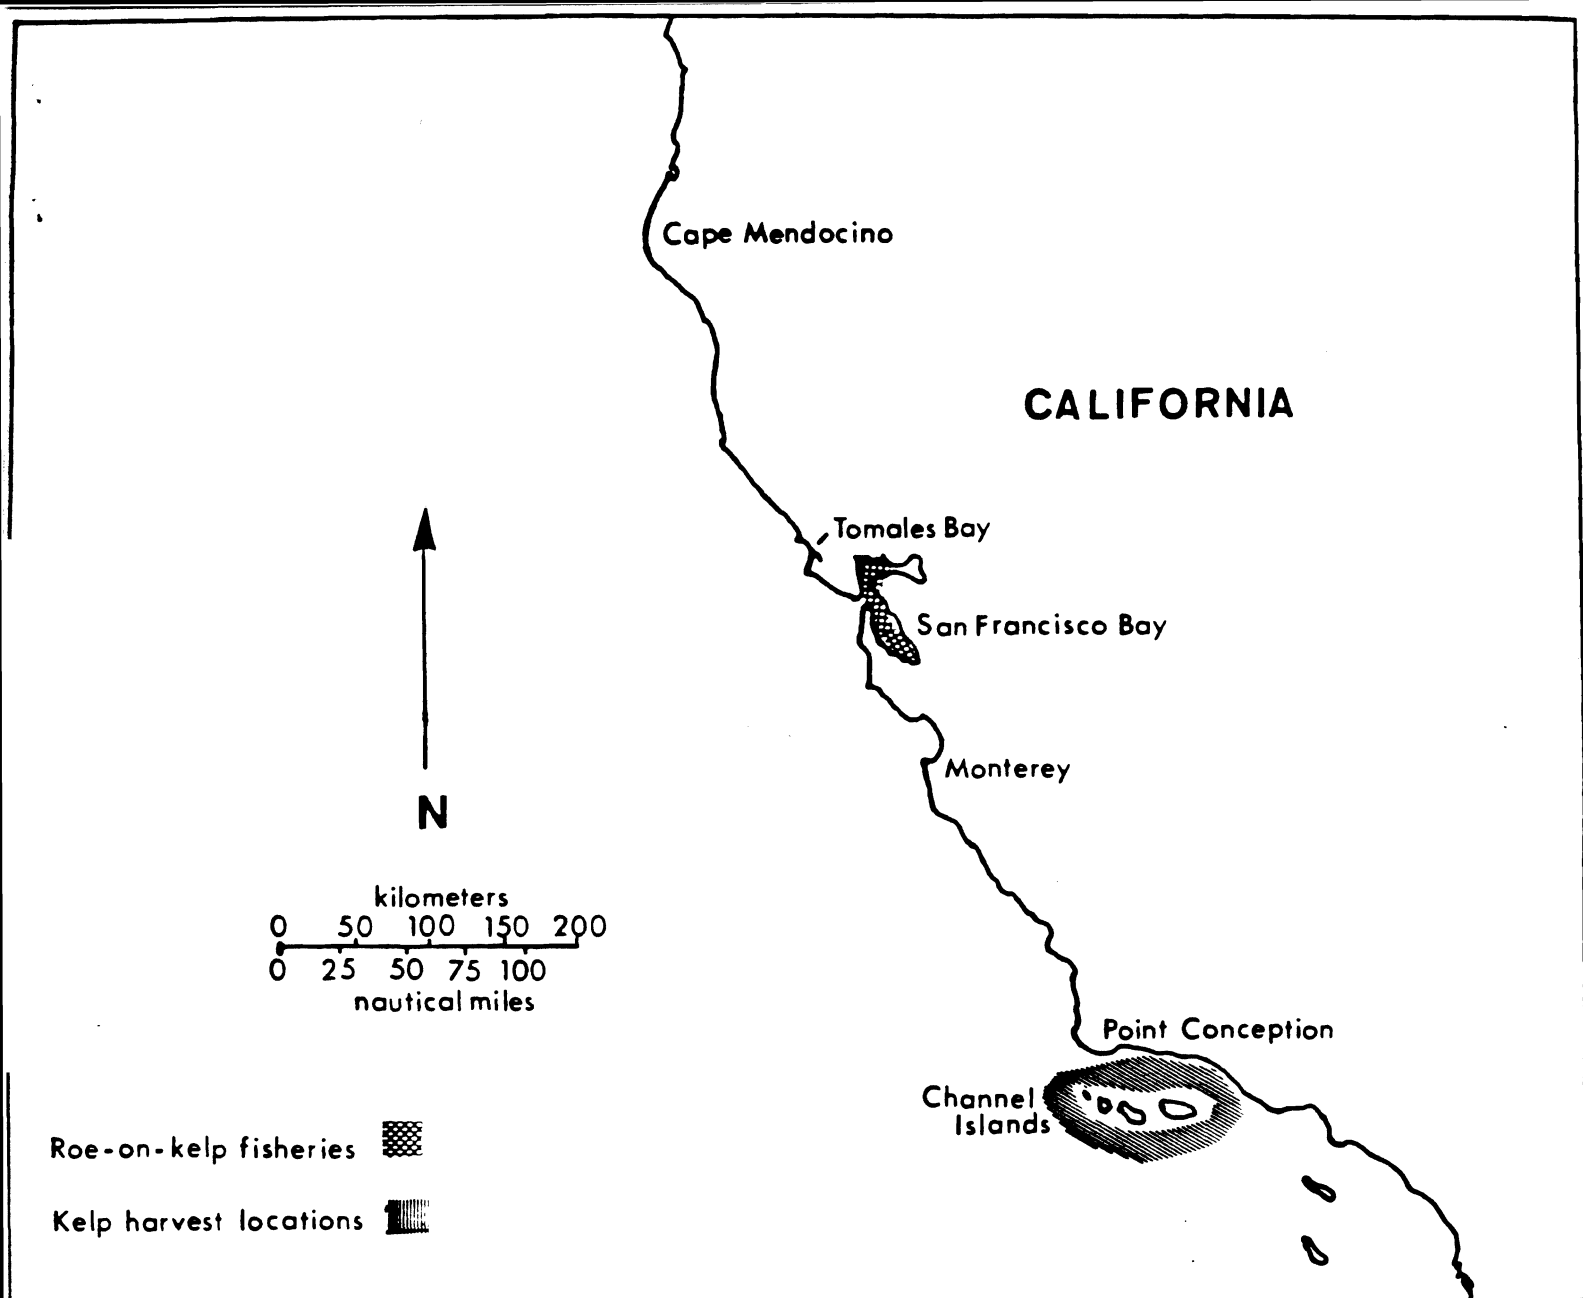 Cape Mendocino
CALIFORNIA
Tomales Bay
San Francisco Bay
Monterey
N
kilometers
0 50 100 150 200
0 25 50 75 100
nautical miles
Point Conception
Channel
Islands
Roe-on-kelp fisheries
Kelp harvest locations